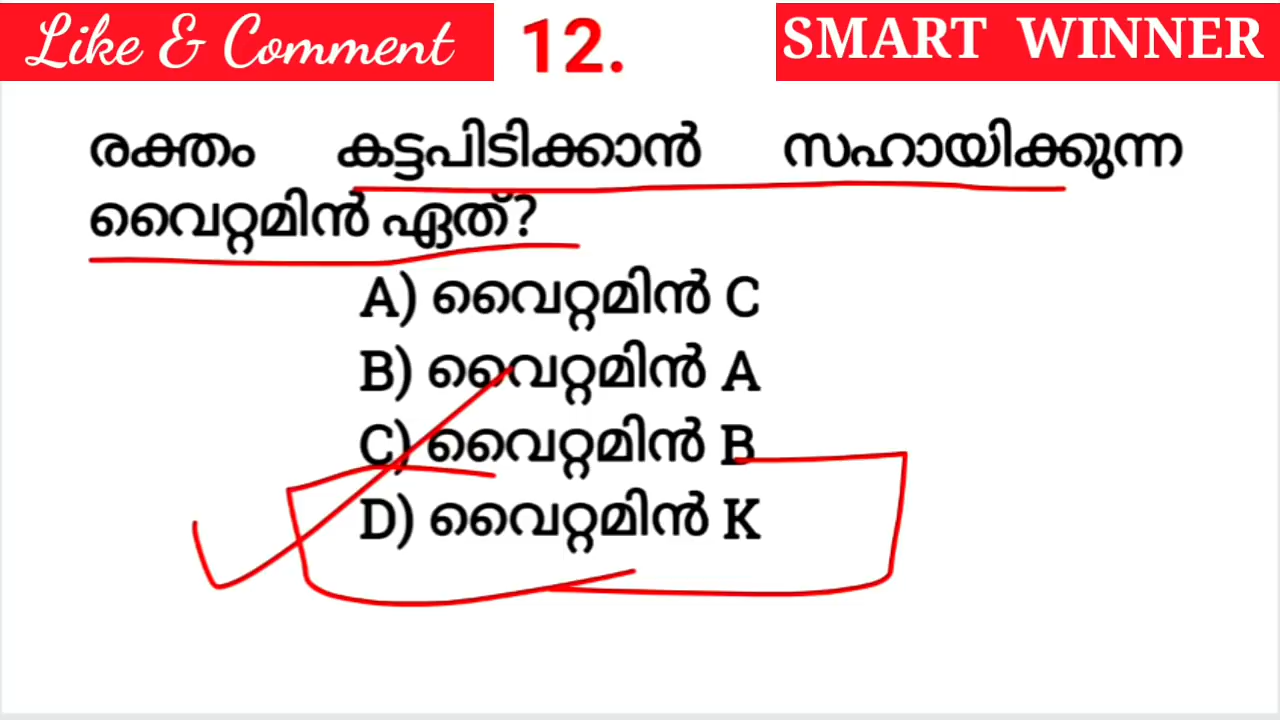 Like & Comment 12. SMART WINNER
രക്തം കട്ടപിടിക്കാൻ സഹായിക്കുന്ന
വൈറ്റമിൻ ഏത്?
A) വൈറ്റമിൻ C
B) വൈറ്റമിൻ A
C) വൈറ്റമിൻ B
D) വൈറ്റമിൻ K